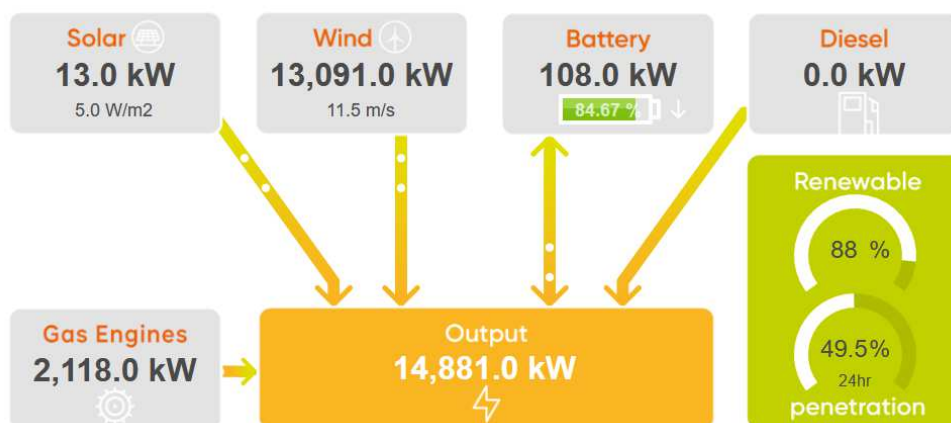 Solar
13.0 kW
5.0 W/m2
Wind
13,091.0 kW
11.5 m/s
Battery
108.0 kW
84.67 %
Diesel
0.0 kW
Renewable
88 %
49.5%
24hr
penetration
Gas Engines
2,118.0 kW
Output
14,881.0 kW